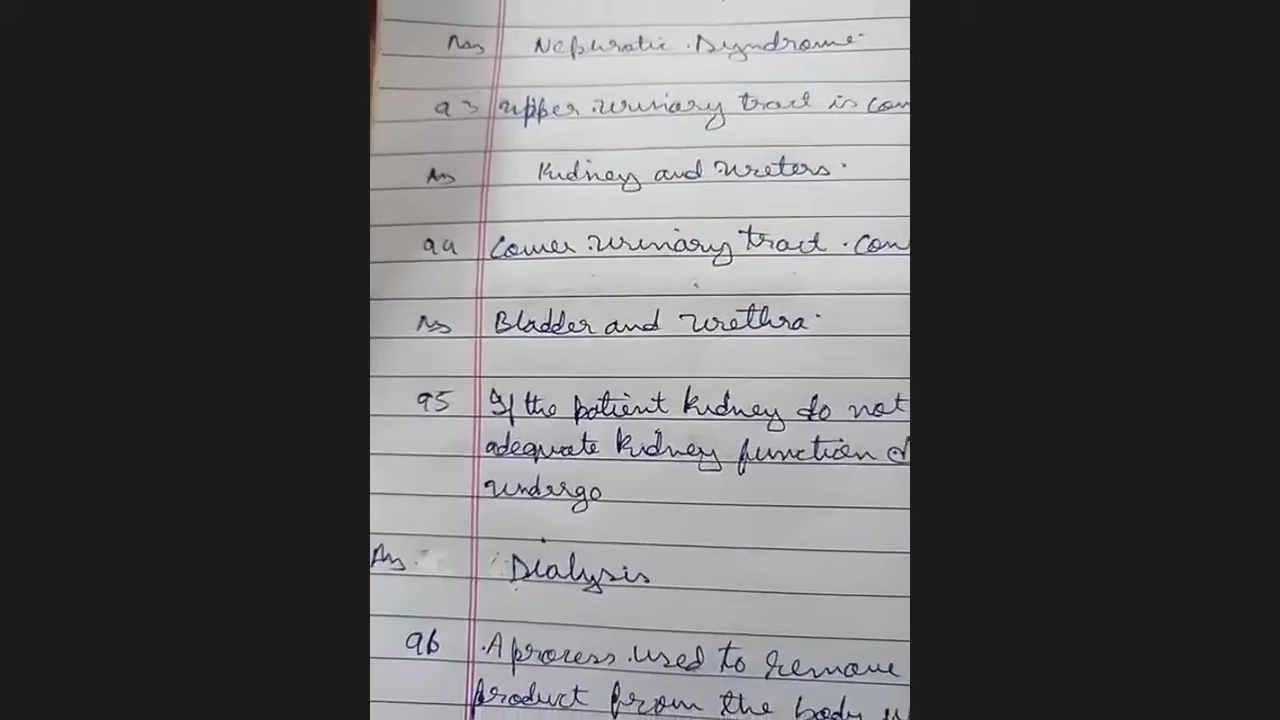 Ans Nephratic Syndrome
93 upper urinary tract is con
Ans Kidney and Ureters.
94 Lower urinary tract con
Ans Bladder and Urethra.
95 If the patient Kidney do not
adequate Kidney function
undergo
Ans Dialysis
96 A process used to remove
product from the body